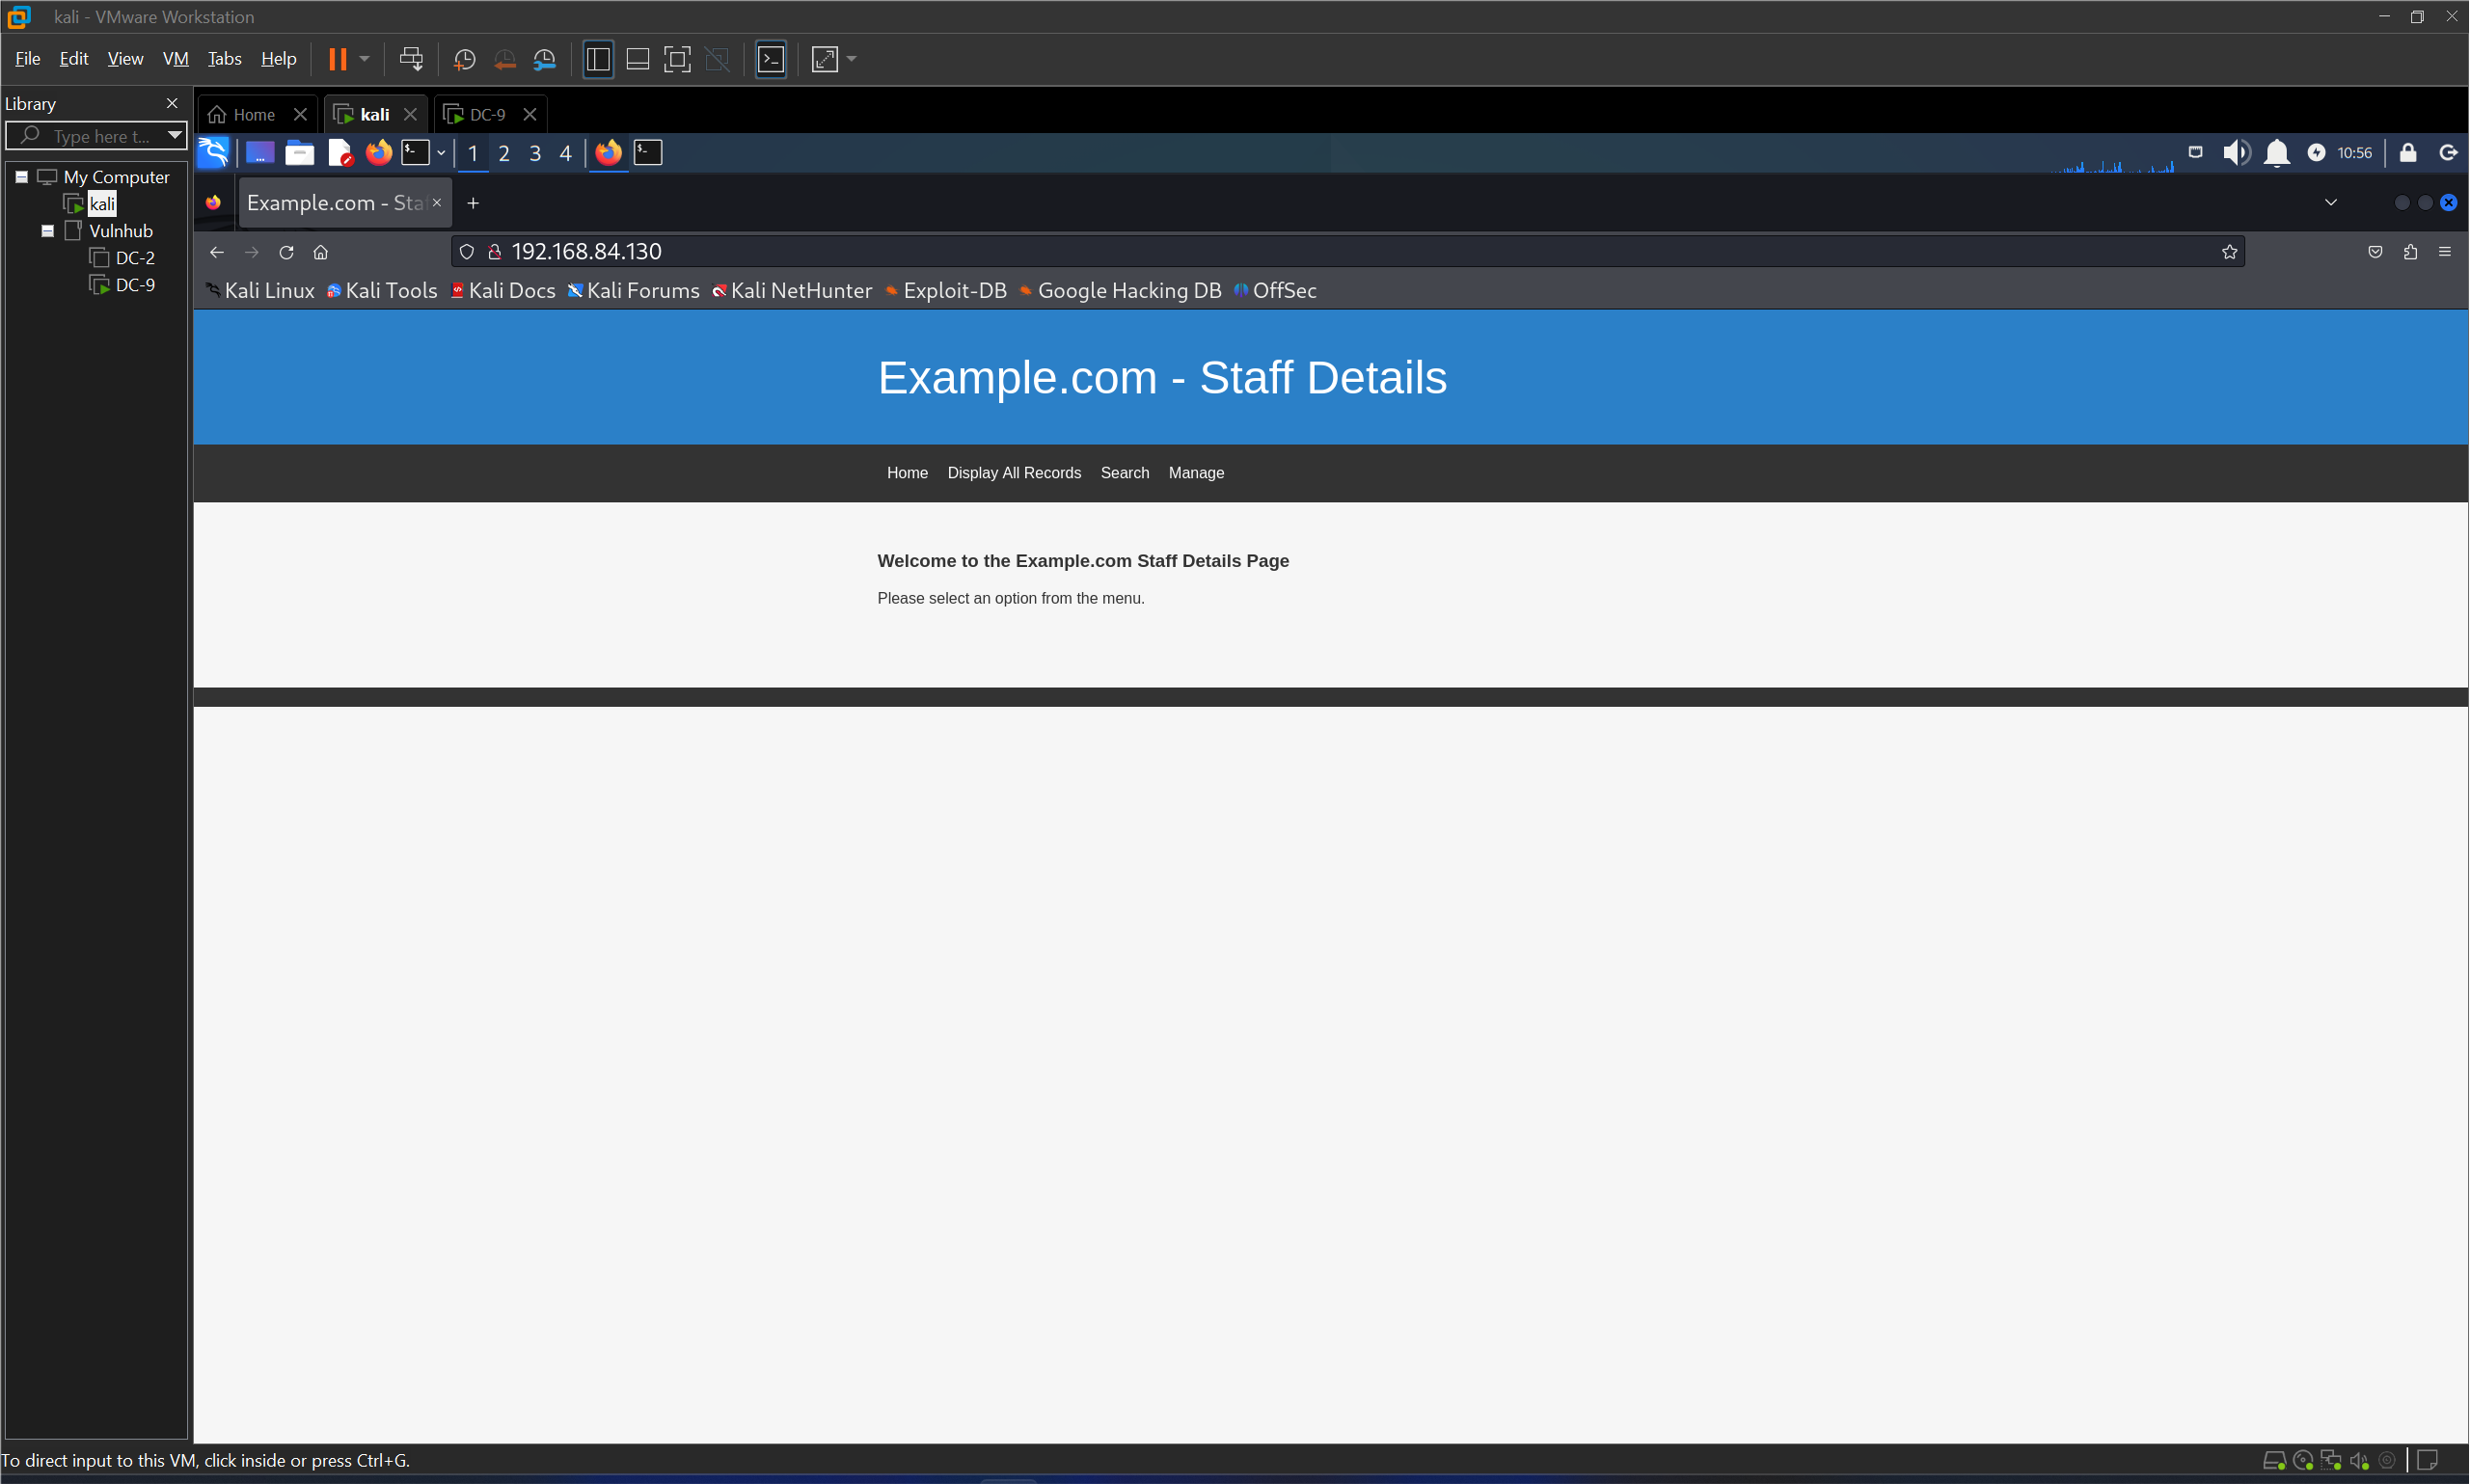 kali - VMware Workstation
File Edit View VM Tabs Help
Library
Type here t...
My Computer
kali
Vulnhub
DC-2
DC-9
Home kali DC-9
1 2 3 4 10:56
Example.com - Sta
192.168.84.130
Kali Linux Kali Tools Kali Docs Kali Forums Kali NetHunter Exploit-DB Google Hacking DB OffSec
Example.com - Staff Details
Home Display All Records Search Manage
Welcome to the Example.com Staff Details Page
Please select an option from the menu.
To direct input to this VM, click inside or press Ctrl+G.